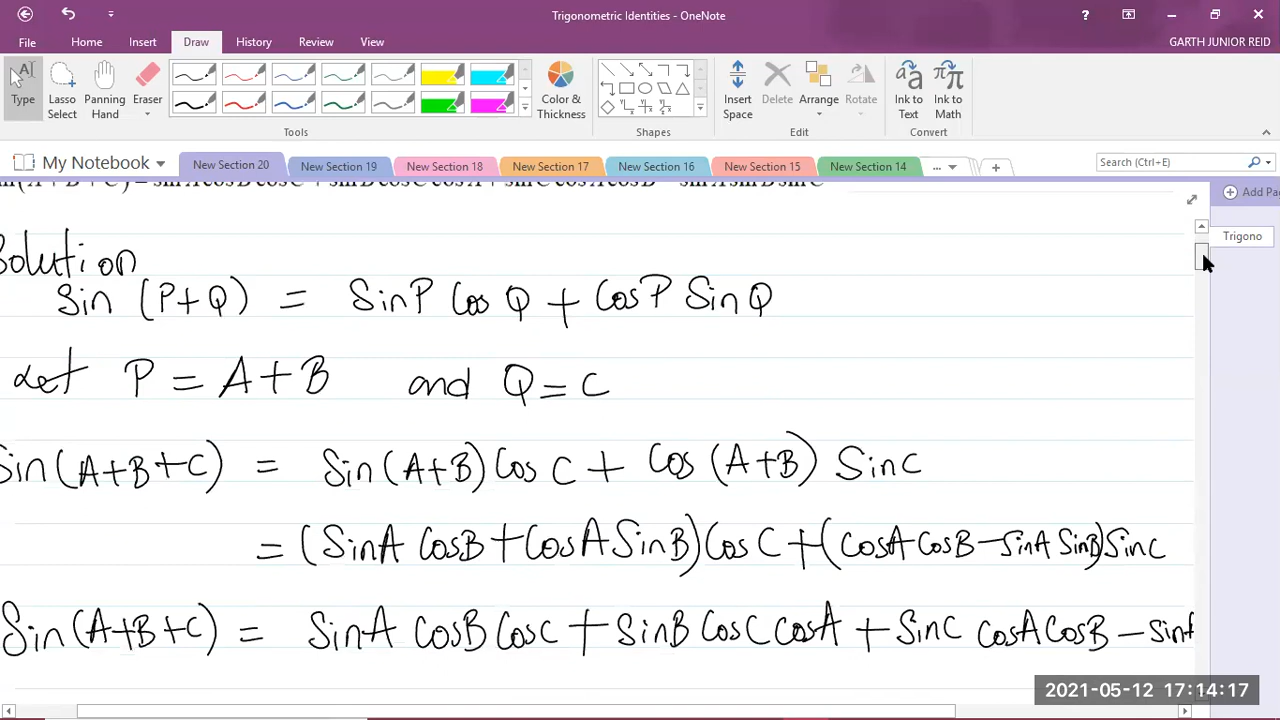 Trigonometric Identities - OneNote
?
File
Home
Insert
Draw
History
Review
View
GARTH JUNIOR REID
Type
Lasso Select
Panning Hand
Eraser
Color & Thickness
Insert Space
Delete
Arrange
Rotate
Ink to Text
Ink to Math
Tools
Shapes
Edit
Convert
My Notebook
New Section 20
New Section 19
New Section 18
New Section 17
New Section 16
New Section 15
New Section 14
...
Search (Ctrl+E)
Add Pag
Trigono
Solution
Sin (P+Q) = SinP Cos Q + CosP Sin Q
Let P = A+B and Q = C
Sin(A+B+C) = Sin(A+B) Cos C + Cos (A+B) SinC
= (SinA CosB+CosA SinB) Cos C + (CosA CosB - SinA SinB) SinC
Sin(A+B+C) = SinA CosB CosC + SinB CosC CosA + SinC CosA CosB - SinA
2021-05-12 17:14:17